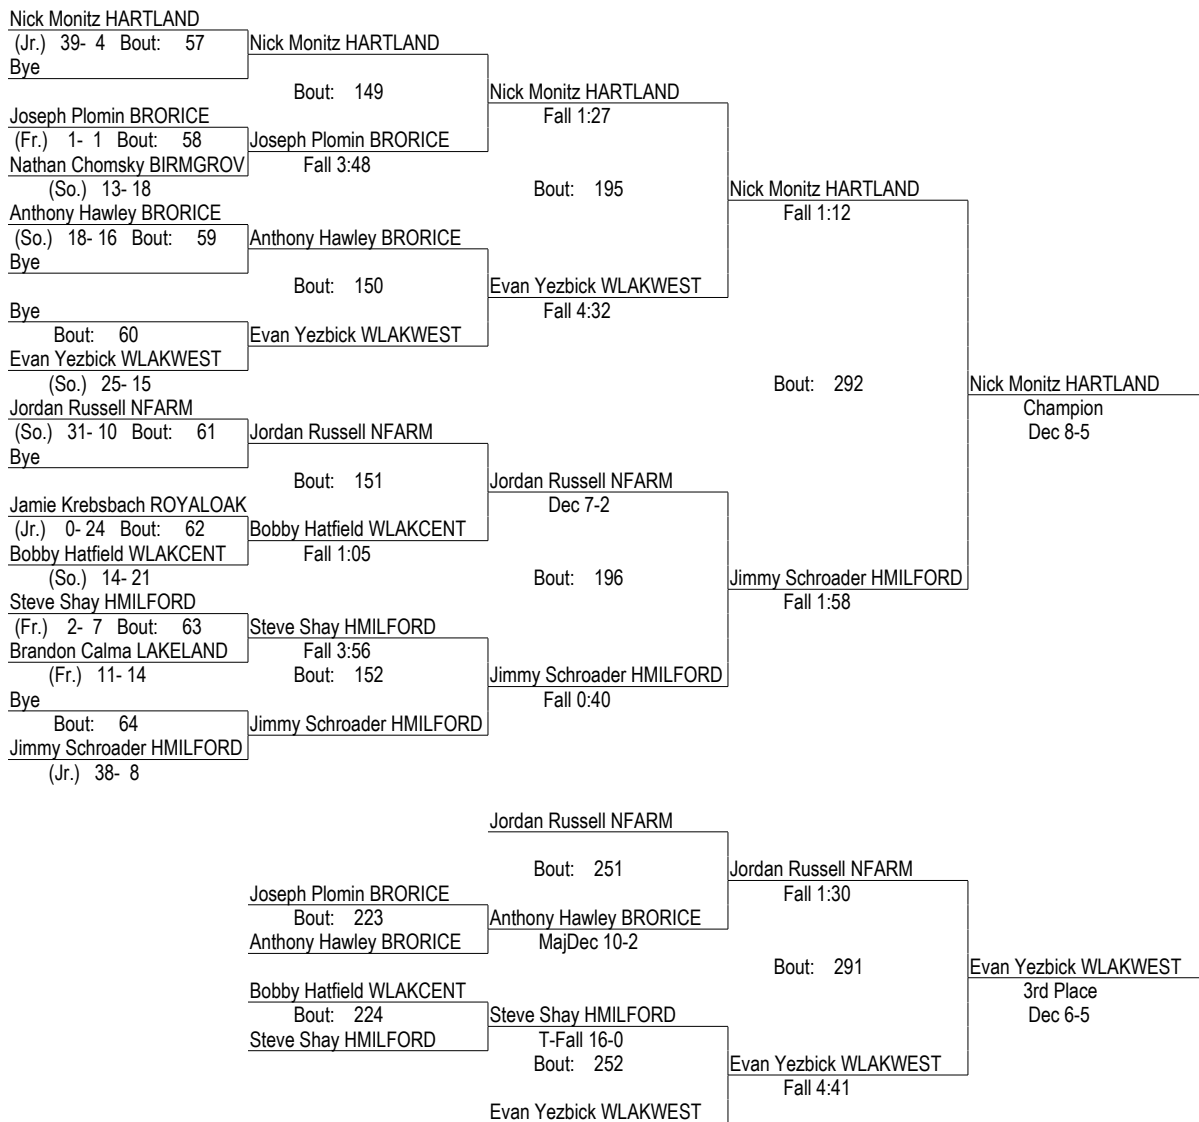 Nick Monitz HARTLAND
(Jr.) 39- 4 Bout: 57
Nick Monitz HARTLAND
Bye
Bout: 149
Nick Monitz HARTLAND
Joseph Plomin BRORICE
Fall 1:27
(Fr.) 1- 1 Bout: 58
Joseph Plomin BRORICE
Nathan Chomsky BIRMGROV
Fall 3:48
(So.) 13- 18
Bout: 195
Nick Monitz HARTLAND
Anthony Hawley BRORICE
Fall 1:12
(So.) 18- 16 Bout: 59
Anthony Hawley BRORICE
Bye
Bout: 150
Evan Yezbick WLAKWEST
Bye
Fall 4:32
Bout: 60
Evan Yezbick WLAKWEST
Evan Yezbick WLAKWEST
(So.) 25- 15
Bout: 292
Nick Monitz HARTLAND
Jordan Russell NFARM
Champion
(So.) 31- 10 Bout: 61
Jordan Russell NFARM
Dec 8-5
Bye
Bout: 151
Jordan Russell NFARM
Jamie Krebsbach ROYALOAK
Dec 7-2
(Jr.) 0- 24 Bout: 62
Bobby Hatfield WLAKCENT
Bobby Hatfield WLAKCENT
Fall 1:05
(So.) 14- 21
Bout: 196
Jimmy Schroader HMILFORD
Steve Shay HMILFORD
Fall 1:58
(Fr.) 2- 7 Bout: 63
Steve Shay HMILFORD
Brandon Calma LAKELAND
Fall 3:56
(Fr.) 11- 14
Bout: 152
Jimmy Schroader HMILFORD
Bye
Fall 0:40
Bout: 64
Jimmy Schroader HMILFORD
Jimmy Schroader HMILFORD
(Jr.) 38- 8
Jordan Russell NFARM
Bout: 251
Jordan Russell NFARM
Joseph Plomin BRORICE
Fall 1:30
Bout: 223
Anthony Hawley BRORICE
Anthony Hawley BRORICE
MajDec 10-2
Bout: 291
Evan Yezbick WLAKWEST
Bobby Hatfield WLAKCENT
3rd Place
Bout: 224
Steve Shay HMILFORD
Dec 6-5
Steve Shay HMILFORD
T-Fall 16-0
Bout: 252
Evan Yezbick WLAKWEST
Fall 4:41
Evan Yezbick WLAKWEST